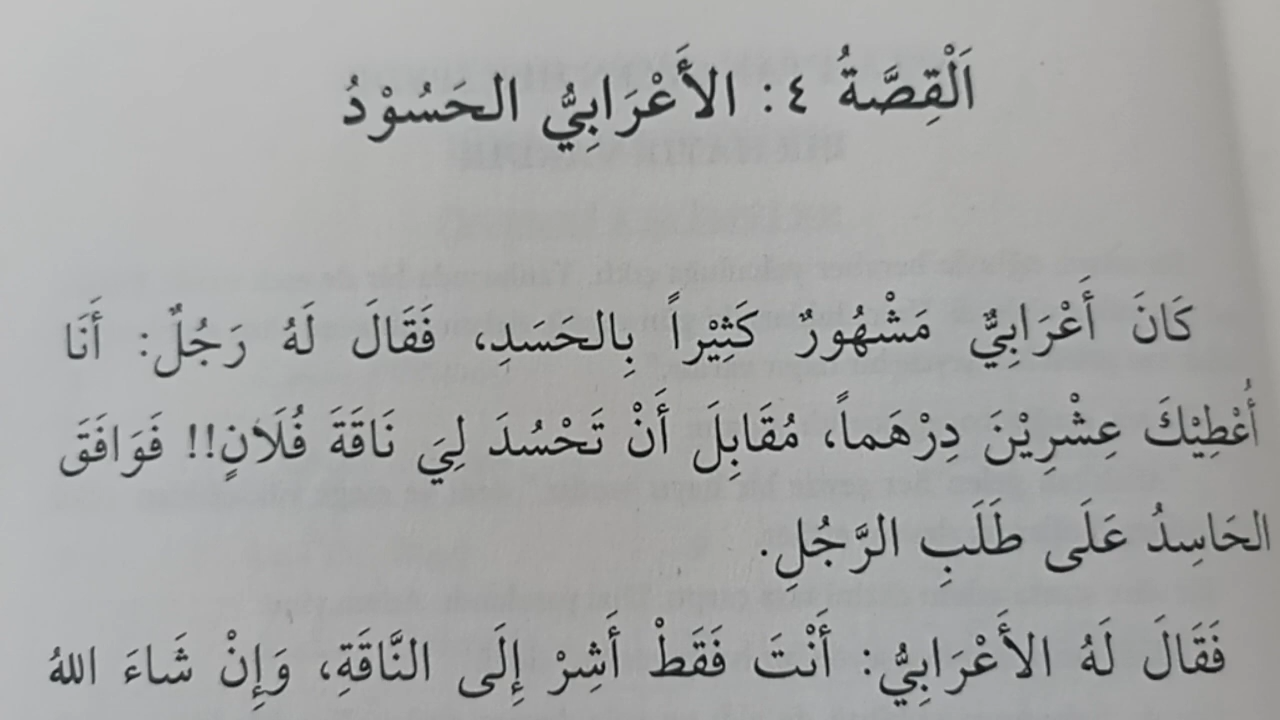 اَلْقِصَّةُ ٤: الأَعْرَابِيُّ الحَسُوْدُ
كَانَ أَعْرَابِيٌّ مَشْهُورٌ كَثِيْراً بِالحَسَدِ، فَقَالَ لَهُ رَجُلٌ: أَنَا
أُعْطِيْكَ عِشْرِيْنَ دِرْهَماً، مُقَابِلَ أَنْ تَحْسُدَ لِيَ نَاقَةَ فُلَانٍ!! فَوَافَقَ
الحَاسِدُ عَلَى طَلَبِ الرَّجُلِ.
فَقَالَ لَهُ الأَعْرَابِيُّ: أَنْتَ فَقَطْ أَشِرْ إِلَى النَّاقَةِ، وَإِنْ شَاءَ اللهُ